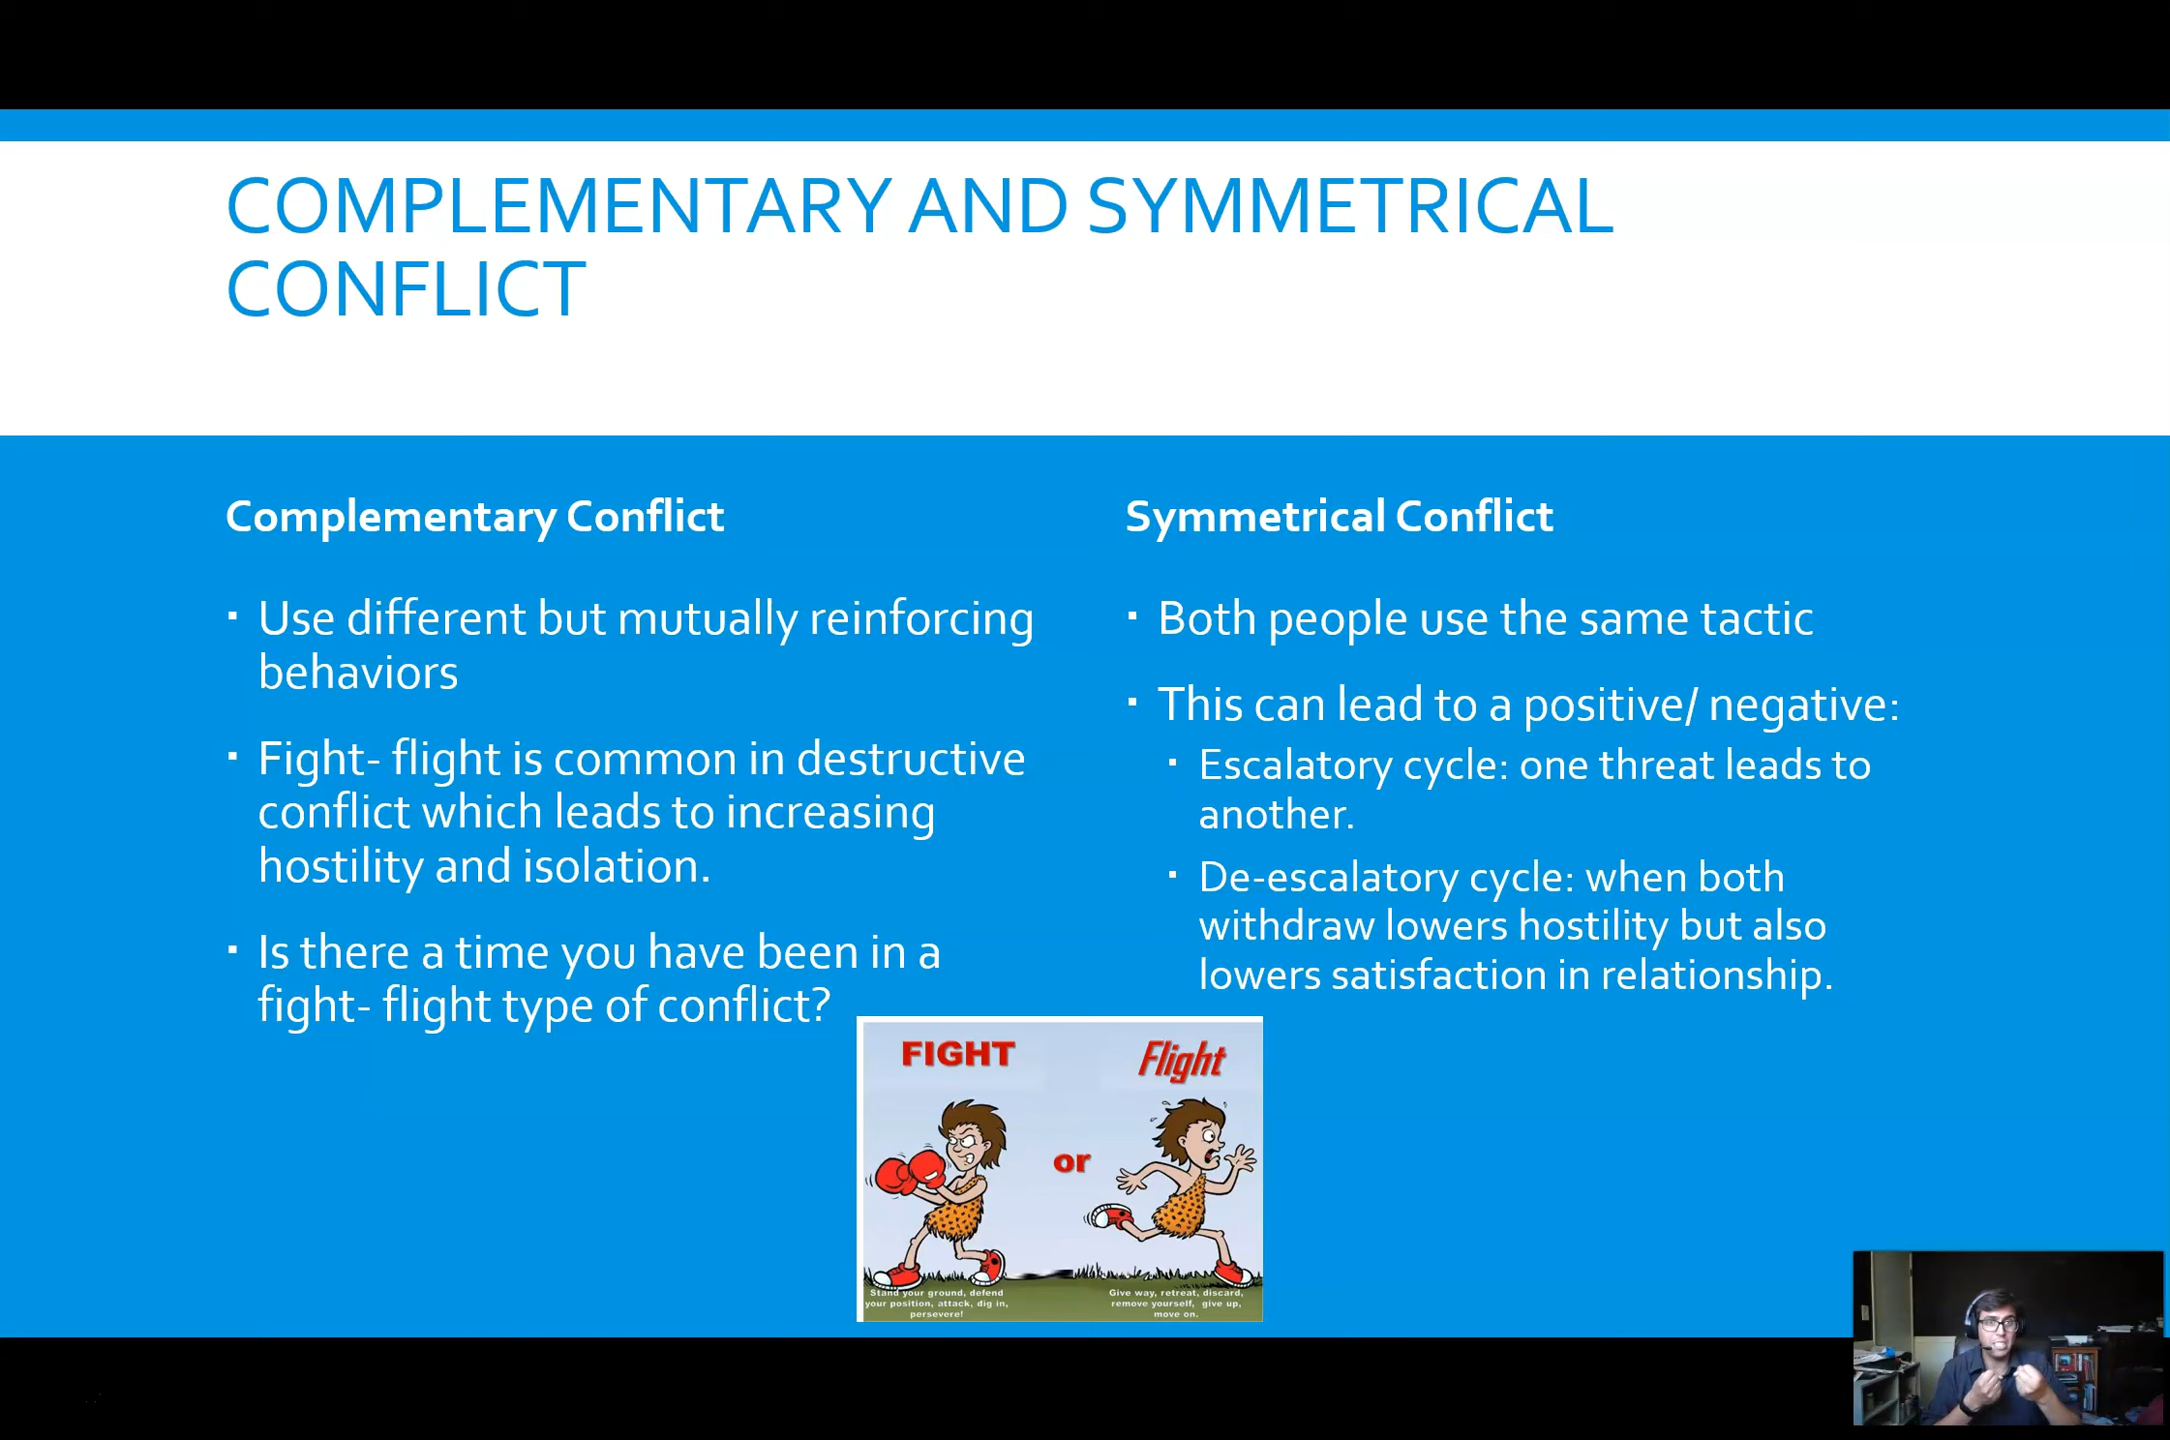 COMPLEMENTARY AND SYMMETRICAL
CONFLICT
Complementary Conflict
▪ Use different but mutually reinforcing
behaviors
▪ Fight- flight is common in destructive
conflict which leads to increasing
hostility and isolation.
▪ Is there a time you have been in a
fight- flight type of conflict?
Symmetrical Conflict
▪ Both people use the same tactic
▪ This can lead to a positive/ negative:
▪ Escalatory cycle: one threat leads to
another.
▪ De-escalatory cycle: when both
withdraw lowers hostility but also
lowers satisfaction in relationship.
FIGHT
or
Flight
Stand your ground, defend
your position, attack, dig in,
persevere!
Give way, retreat, discard,
remove yourself, give up,
move on.